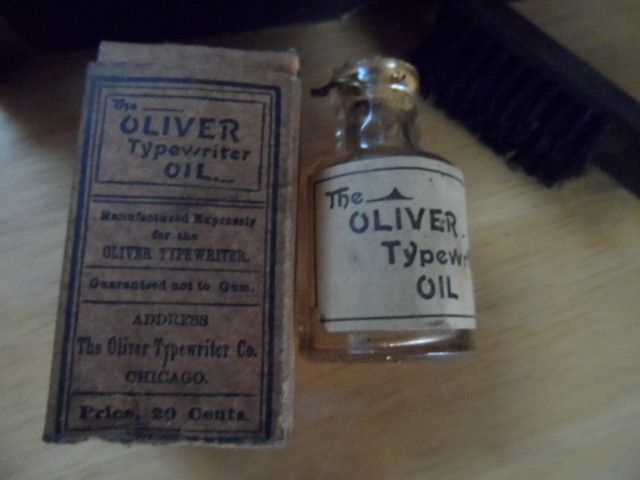 The
OLIVER
Typewriter
OIL.
Manufactured Expressly
for the
OLIVER TYPEWRITER.
Guaranteed not to Gum.
ADDRESS
The Oliver Typewriter Co.
CHICAGO.
Price, 20 Cents.
The
OLIVER
Typewr
OIL